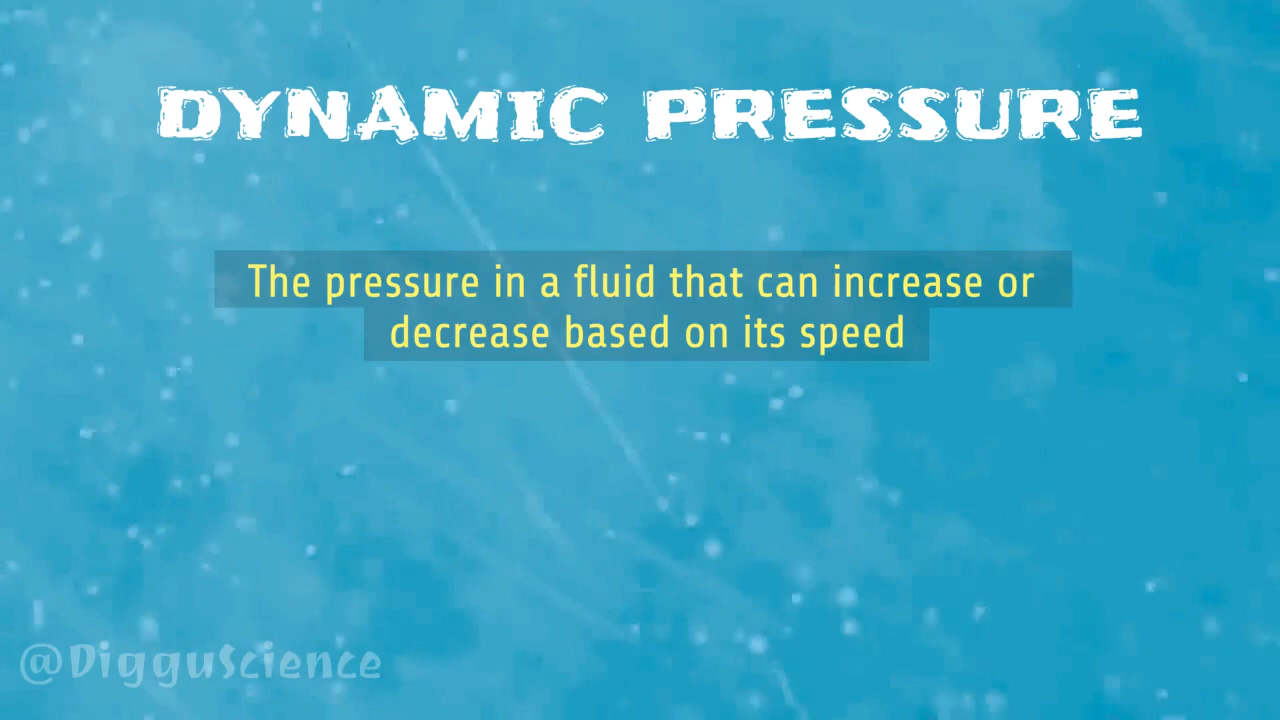 DYNAMIC PRESSURE
The pressure in a fluid that can increase or
decrease based on its speed
@DigguScience